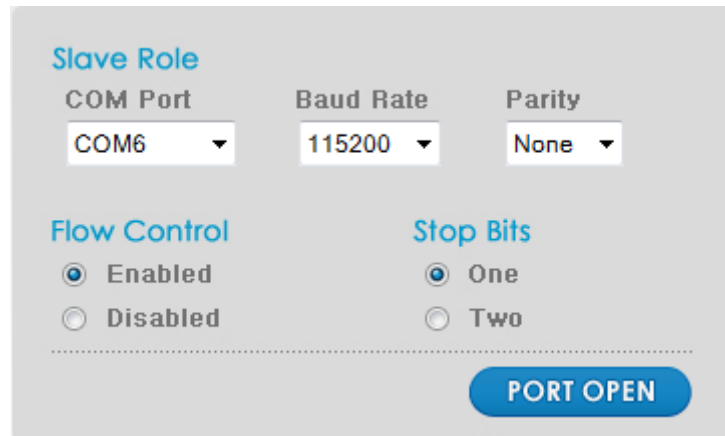 Slave Role
COM Port Baud Rate Parity
COM6 115200 None
Flow Control Stop Bits
Enabled One
Disabled Two
PORT OPEN